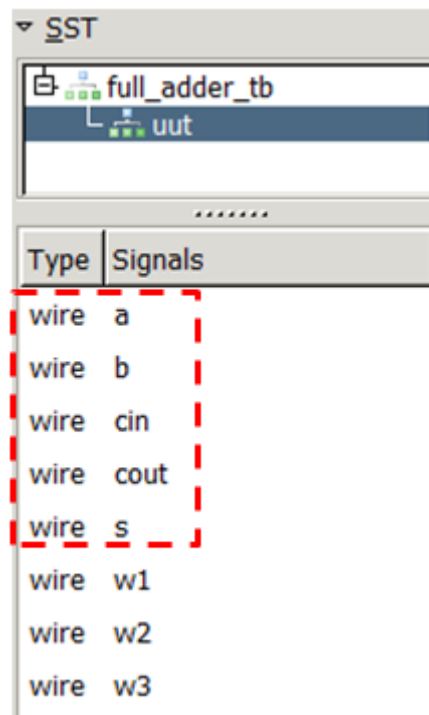 SST
full_adder_tb
uut
Type Signals
wire a
wire b
wire cin
wire cout
wire s
wire w1
wire w2
wire w3